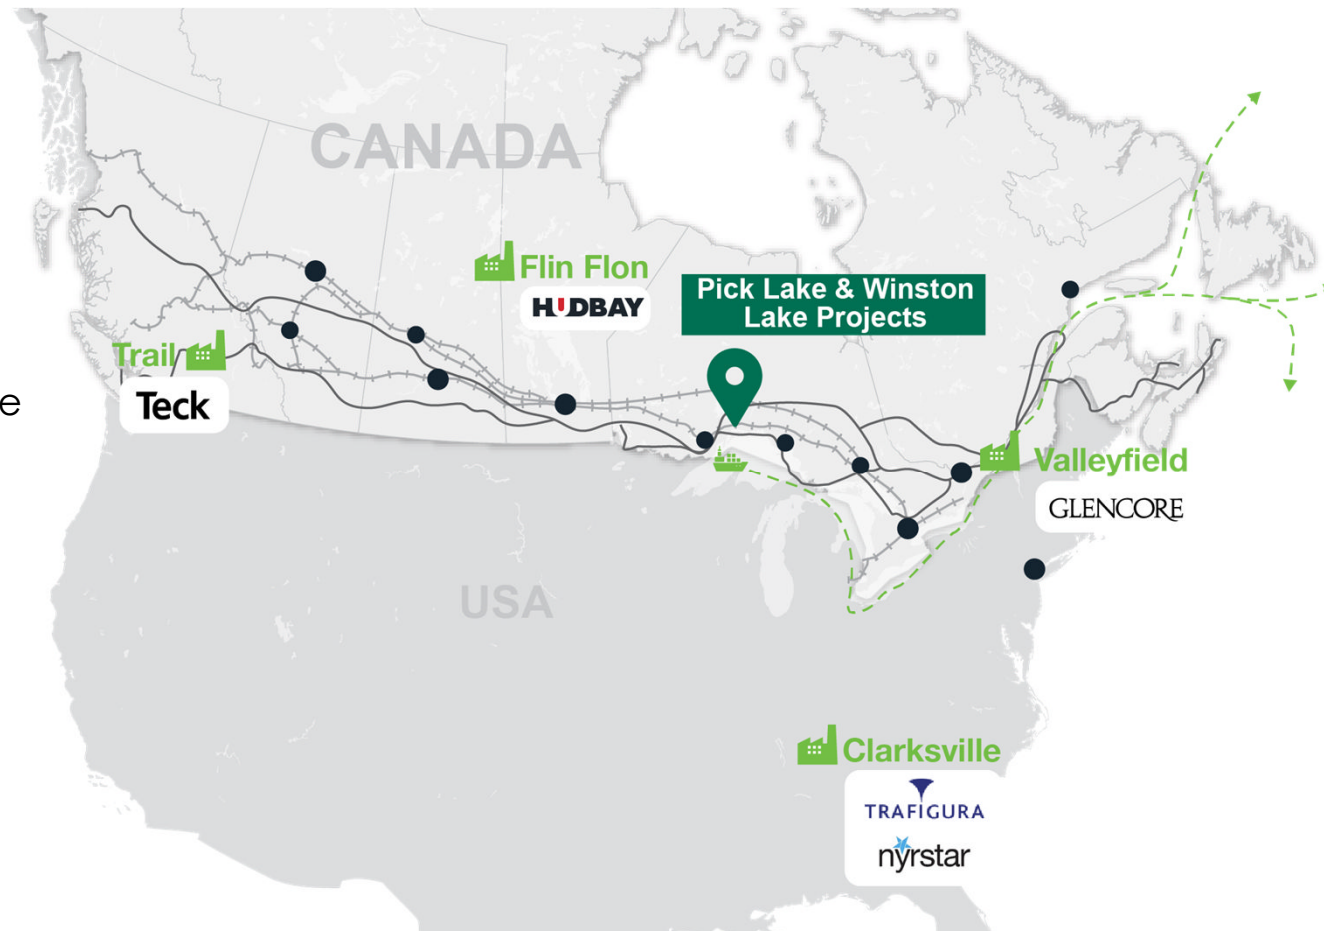 CANADA
Flin Flon
HUDBAY
Pick Lake & Winston
Lake Projects
Trail
Teck
e
Valleyfield
GLENCORE
USA
Clarksville
TRAFIGURA
nyrstar